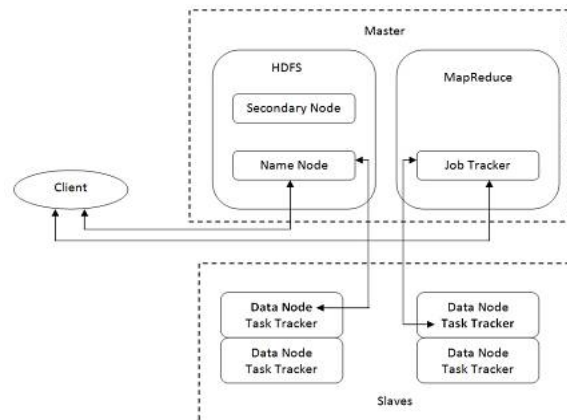 Master
HDFS
MapReduce
Secondary Node
Name Node
Job Tracker
Client
Data Node
Task Tracker
Data Node
Task Tracker
Data Node
Task Tracker
Data Node
Task Tracker
Slaves